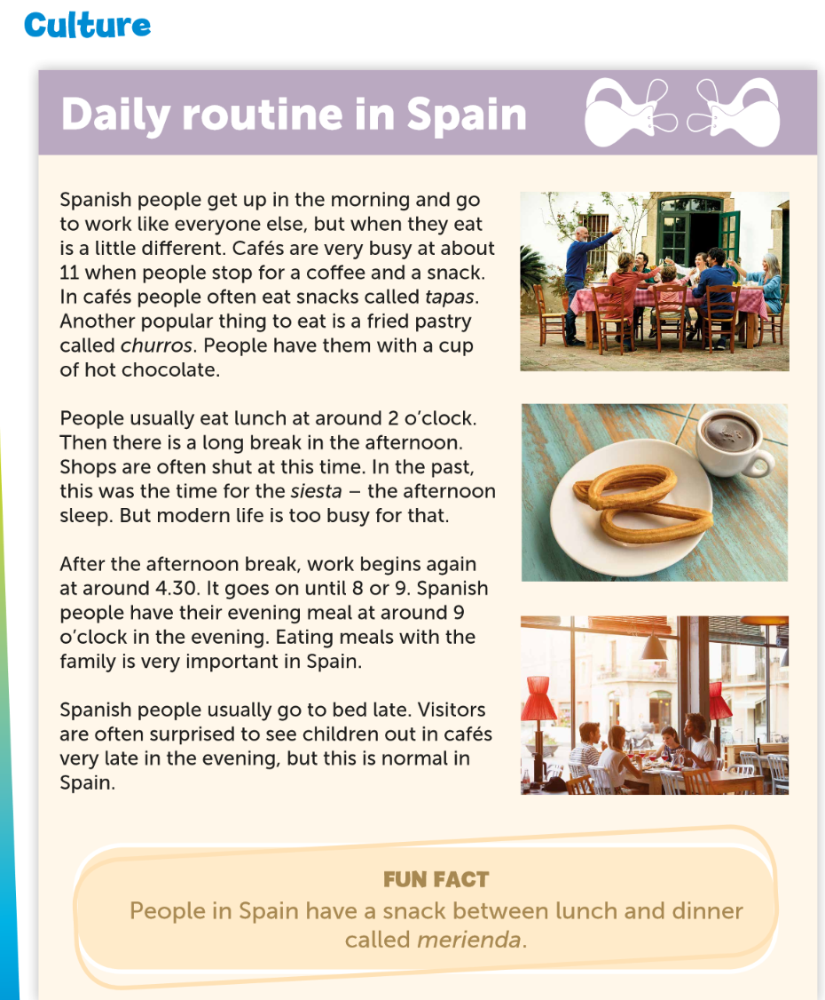 Culture
Daily routine in Spain
Spanish people get up in the morning and go
to work like everyone else, but when they eat
is a little different. Cafés are very busy at about
11 when people stop for a coffee and a snack.
In cafés people often eat snacks called tapas.
Another popular thing to eat is a fried pastry
called churros. People have them with a cup
of hot chocolate.
People usually eat lunch at around 2 o’clock.
Then there is a long break in the afternoon.
Shops are often shut at this time. In the past,
this was the time for the siesta – the afternoon
sleep. But modern life is too busy for that.
After the afternoon break, work begins again
at around 4.30. It goes on until 8 or 9. Spanish
people have their evening meal at around 9
o’clock in the evening. Eating meals with the
family is very important in Spain.
Spanish people usually go to bed late. Visitors
are often surprised to see children out in cafés
very late in the evening, but this is normal in
Spain.
FUN FACT
People in Spain have a snack between lunch and dinner
called merienda.